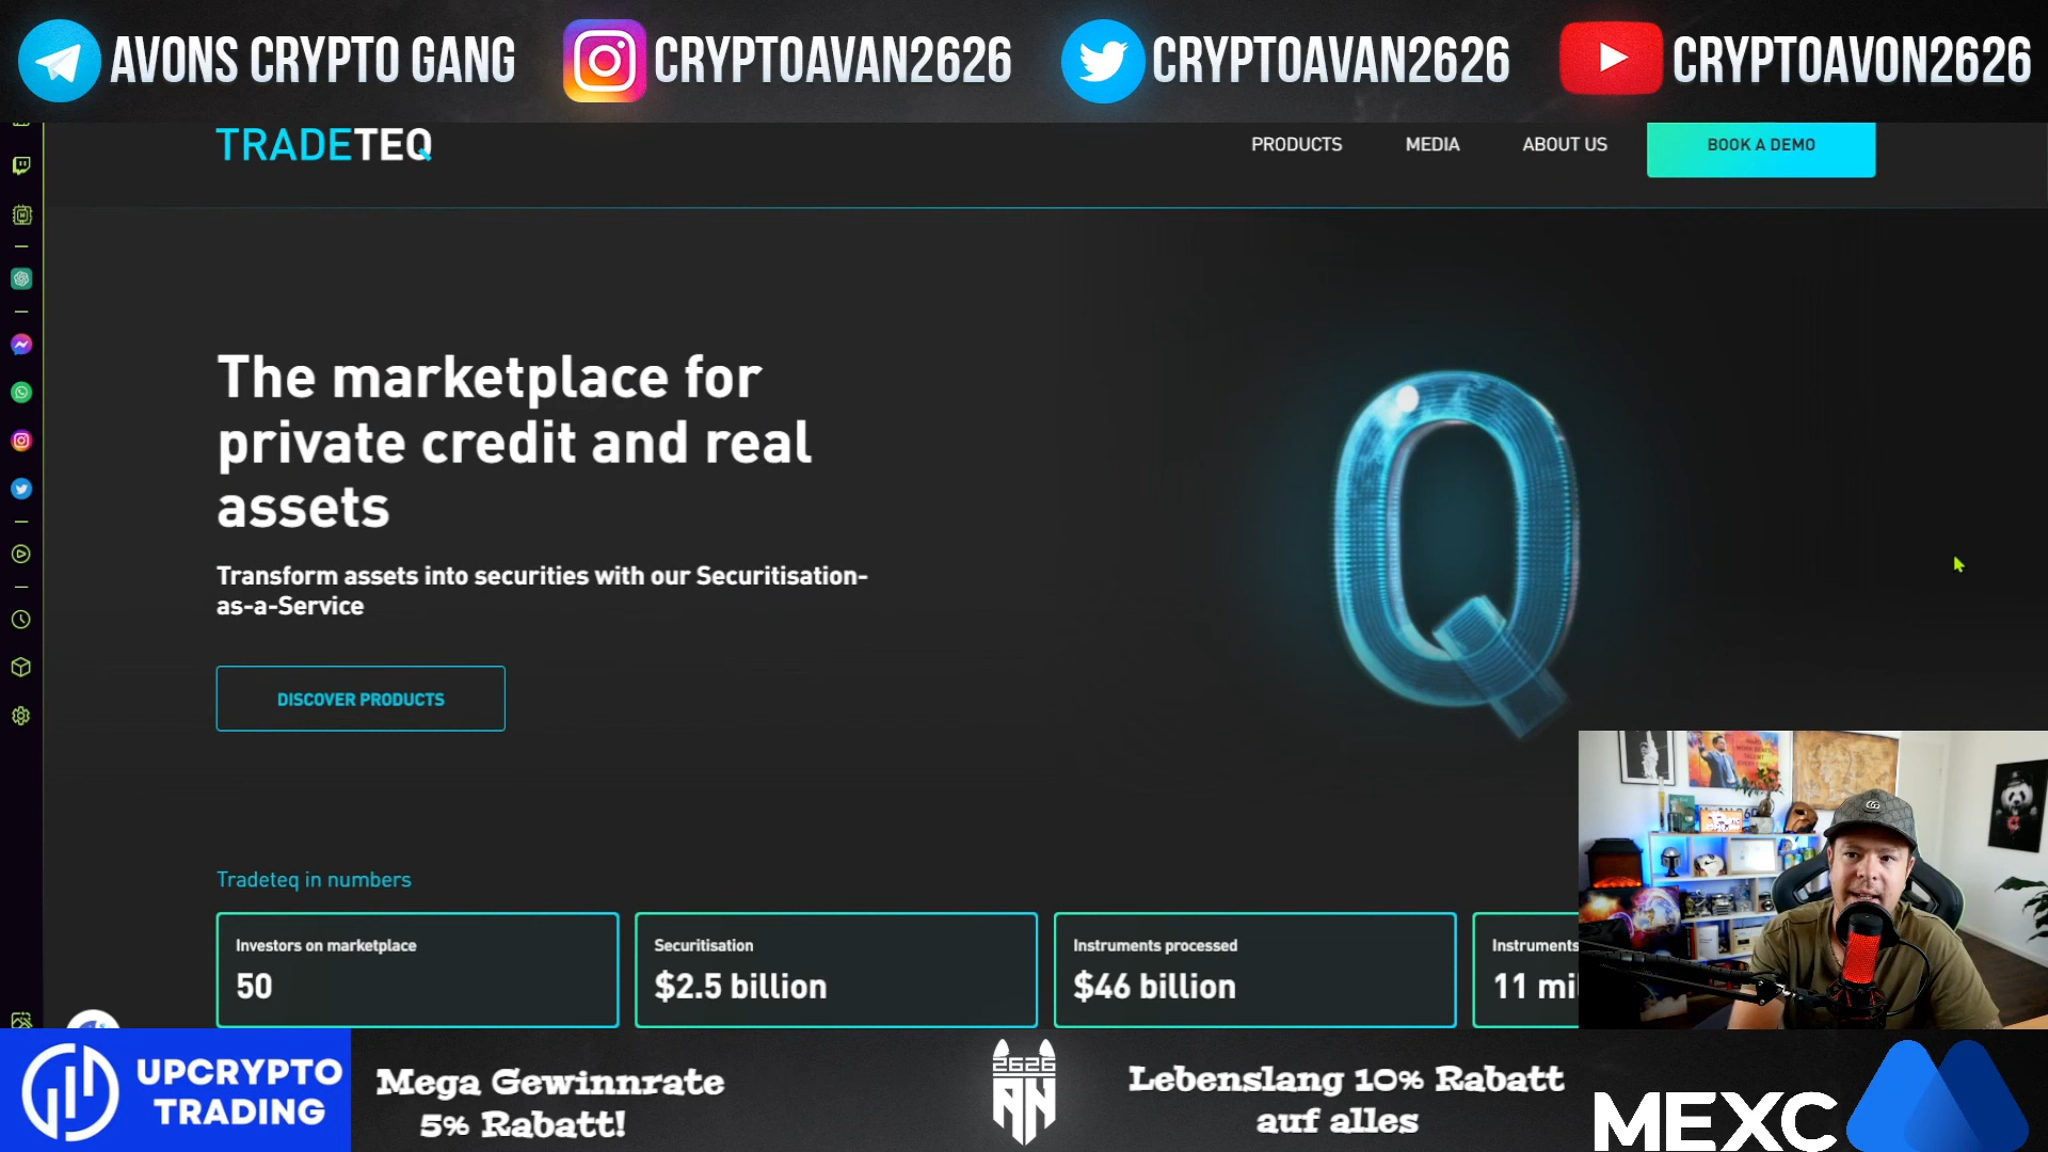 AVONS CRYPTO GANG
CRYPTOAVAN2626
CRYPTOAVAN2626
CRYPTOAVON2626
TRADETEQ
PRODUCTS
MEDIA
ABOUT US
BOOK A DEMO
The marketplace for
private credit and real
assets
Transform assets into securities with our Securitisation-
as-a-Service
DISCOVER PRODUCTS
Tradeteq in numbers
Investors on marketplace
50
Securitisation
$2.5 billion
Instruments processed
$46 billion
Instruments
11 mil
UPCRYPTO
TRADING
Mega Gewinnrate
5% Rabatt!
2626
AN
Lebenslang 10% Rabatt
auf alles
MEXC